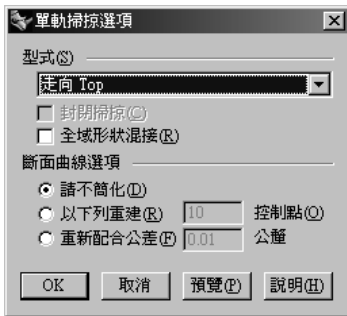 單軌掃掠選項
型式(S)
走向 Top
封閉掃掠(C)
全域形狀混接(R)
斷面曲線選項
請不簡化(D)
以下列重建(R) 10 控制點(O)
重新配合公差(F) 0.01 公釐
OK 取消 預覽(P) 說明(H)